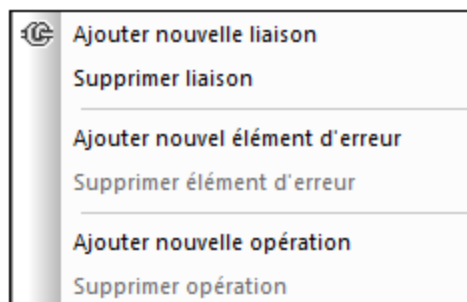 Ajouter nouvelle liaison
Supprimer liaison
Ajouter nouvel élément d'erreur
Supprimer élément d'erreur
Ajouter nouvelle opération
Supprimer opération